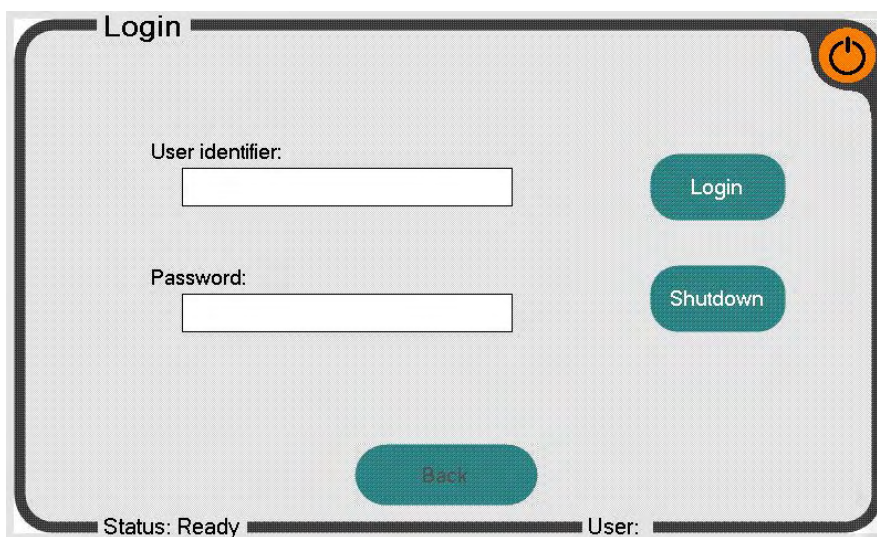 Login
User identifier:
Login
Password:
Shutdown
Back
Status: Ready
User: